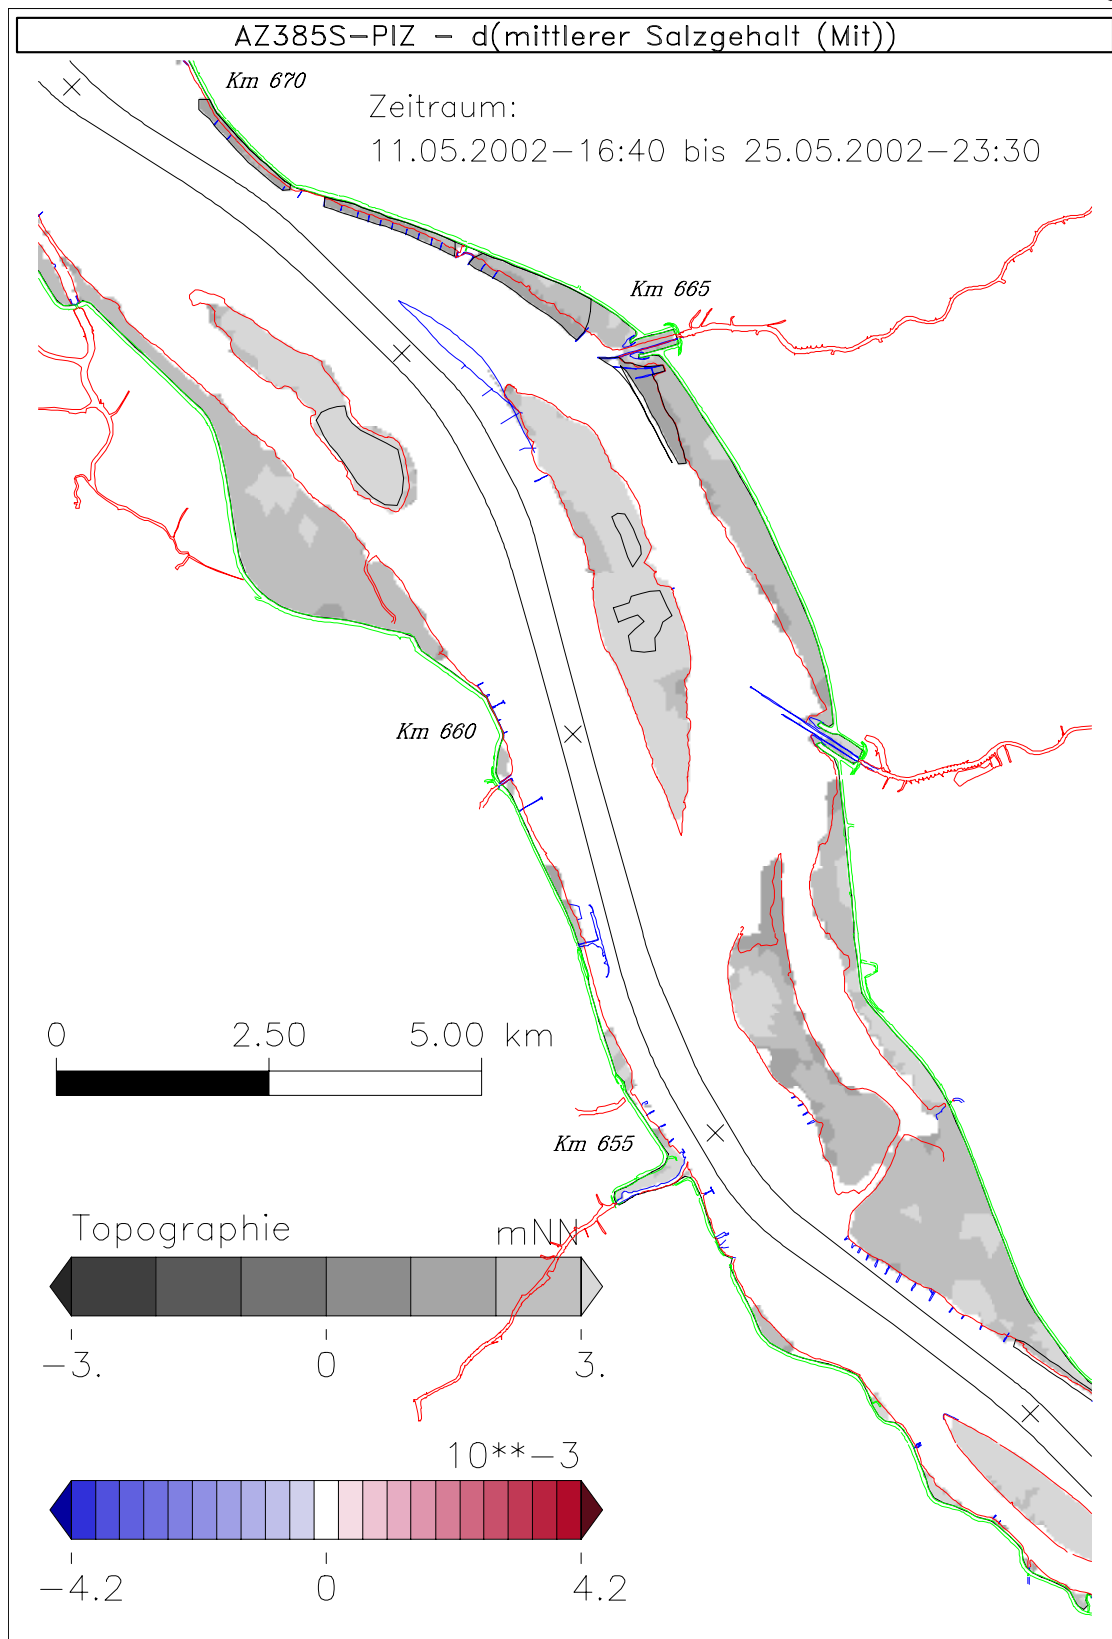 AZ385S-PIZ - d(mittlerer Salzgehalt (Mit))
Km 670
Zeitraum:
11.05.2002-16:40 bis 25.05.2002-23:30
Km 665
Km 660
0 2.50 5.00 km
Km 655
Topographie mNN
-3. 0 3.
10**-3
-4.2 0 4.2